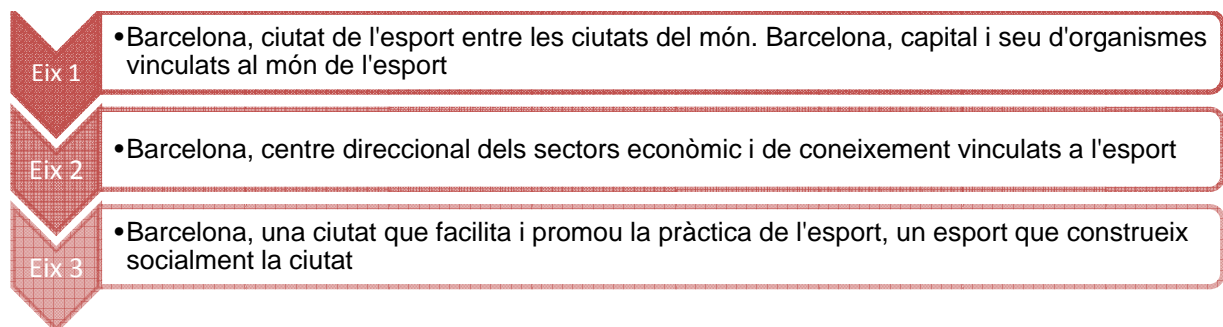 Eix 1
•Barcelona, ciutat de l'esport entre les ciutats del món. Barcelona, capital i seu d'organismes
vinculats al món de l'esport
Eix 2
•Barcelona, centre direccional dels sectors econòmic i de coneixement vinculats a l'esport
Eix 3
•Barcelona, una ciutat que facilita i promou la pràctica de l'esport, un esport que construeix
socialment la ciutat